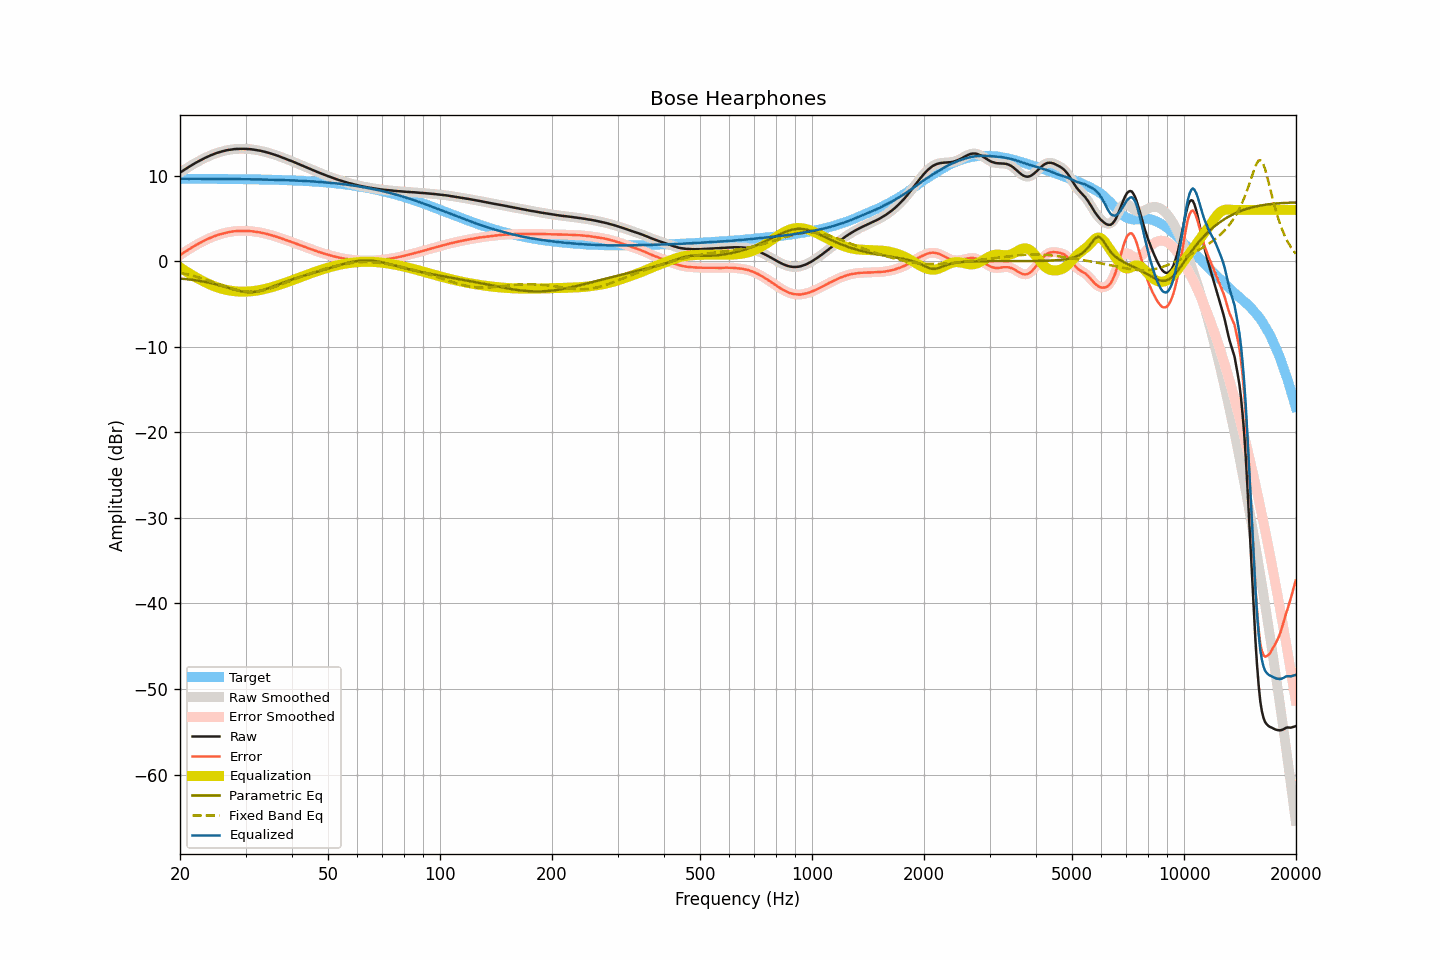 Bose Hearphones
Amplitude (dBr)
10
0
−10
−20
−30
−40
−50
−60
Target
Raw Smoothed
Error Smoothed
Raw
Error
Equalization
Parametric Eq
Fixed Band Eq
Equalized
20 50 100 200 500 1000 2000 5000 10000 20000
Frequency (Hz)